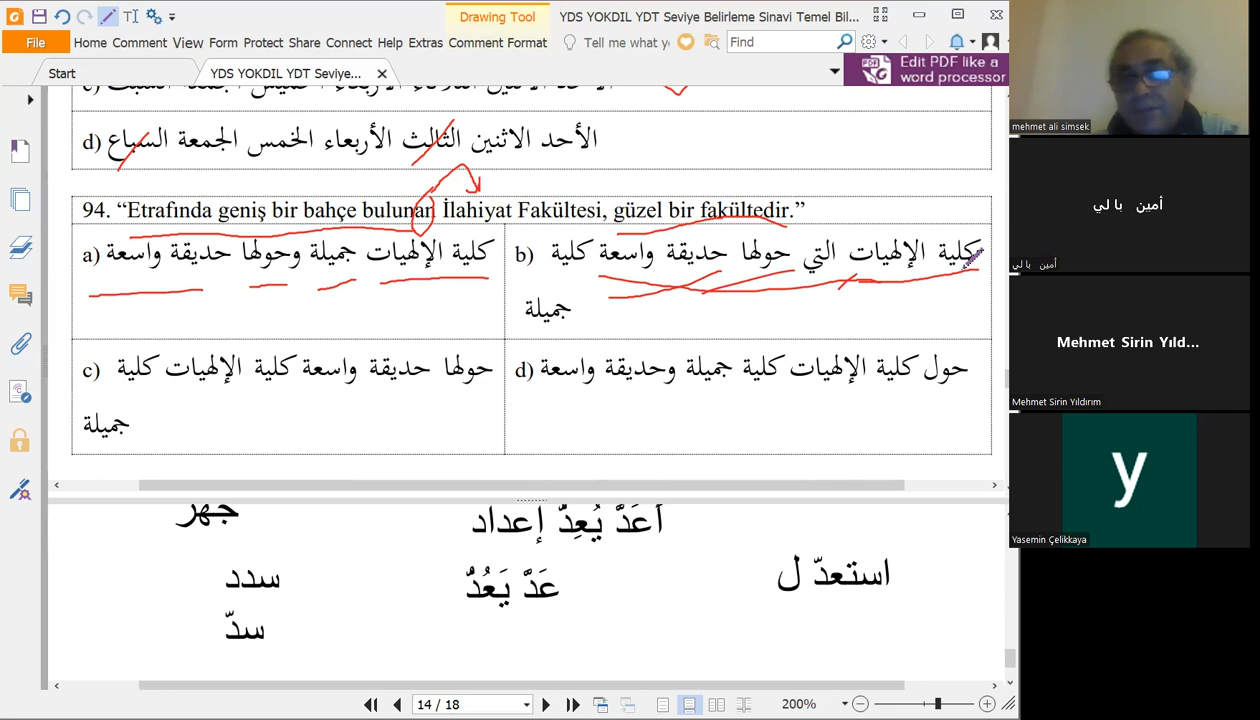 Drawing Tool
YDS YOKDIL YDT Seviye Belirleme Sinavi Temel Bil...
File
Home Comment View Form Protect Share Connect Help Extras Comment Format
Tell me what y
Find
Start
YDS YOKDIL YDT Seviye...
Edit PDF like a
word processor
d) الأحد الاثنين الثالث الأربعاء الخمس الجمعة السباع
94. “Etrafında geniş bir bahçe bulunan İlahiyat Fakültesi, güzel bir fakültedir.”
a) كلية الإلهيات جميلة وحولها حديقة واسعة
b) كلية الإلهيات التي حولها حديقة واسعة كلية
جميلة
c) حولها حديقة واسعة كلية الإلهيات كلية
جميلة
d) حول كلية الإلهيات كلية جميلة وحديقة واسعة
جهر
أَعَدَّ يُعِدُّ إعداد
استعدّ ل
سدد
عَدَّ يَعُدُّ
سدّ
14 / 18
200%
mehmet ali simsek
أمين بالي
أمين بالي
Mehmet Sirin Yıld...
Mehmet Sirin Yıldırım
y
Yasemin Çelikkaya